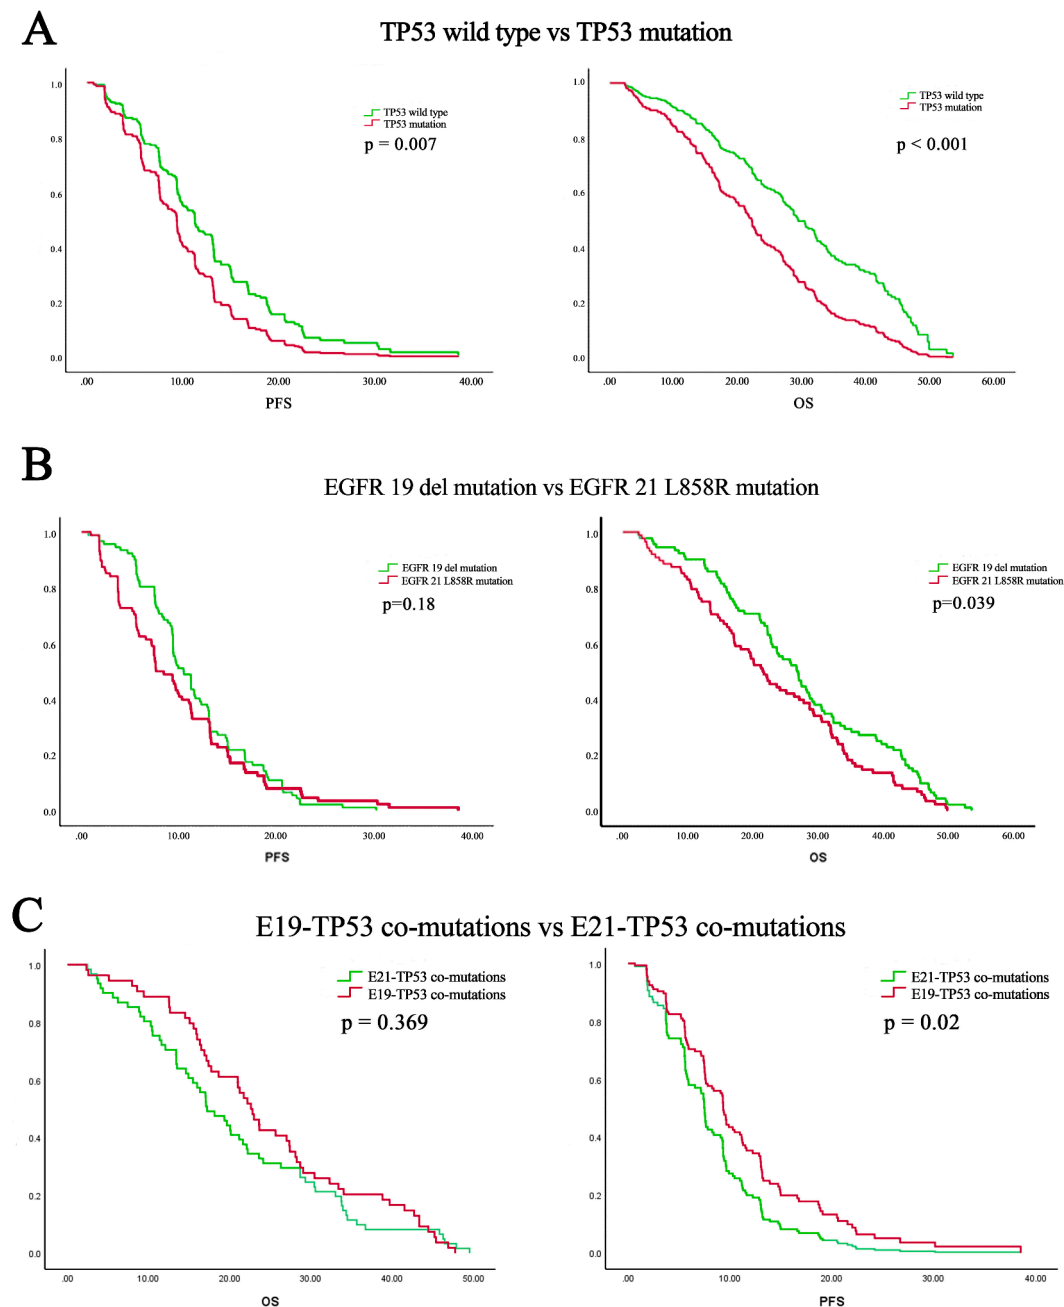 A
TP53 wild type vs TP53 mutation
1.0
0.8
0.6
0.4
0.2
0.0
TP53 wild type
TP53 mutation
p = 0.007
.00 10.00 20.00 30.00 40.00
PFS
1.0
0.8
0.6
0.4
0.2
0.0
TP53 wild type
TP53 mutation
p < 0.001
.00 10.00 20.00 30.00 40.00 50.00 60.00
OS
B
EGFR 19 del mutation vs EGFR 21 L858R mutation
1.0
0.8
0.6
0.4
0.2
0.0
EGFR 19 del mutation
EGFR 21 L858R mutation
p=0.18
.00 10.00 20.00 30.00 40.00
PFS
1.0
0.8
0.6
0.4
0.2
0.0
EGFR 19 del mutation
EGFR 21 L858R mutation
p=0.039
.00 10.00 20.00 30.00 40.00 50.00 60.00
OS
C
E19-TP53 co-mutations vs E21-TP53 co-mutations
1.0
0.8
0.6
0.4
0.2
0.0
E21-TP53 co-mutations
E19-TP53 co-mutations
p = 0.369
.00 10.00 20.00 30.00 40.00 50.00
OS
1.0
0.8
0.6
0.4
0.2
0.0
E21-TP53 co-mutations
E19-TP53 co-mutations
p = 0.02
.00 10.00 20.00 30.00 40.00
PFS